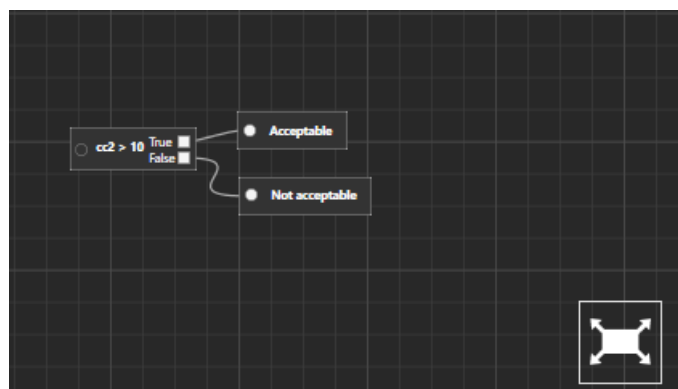 cc2 > 10
True
False
Acceptable
Not acceptable